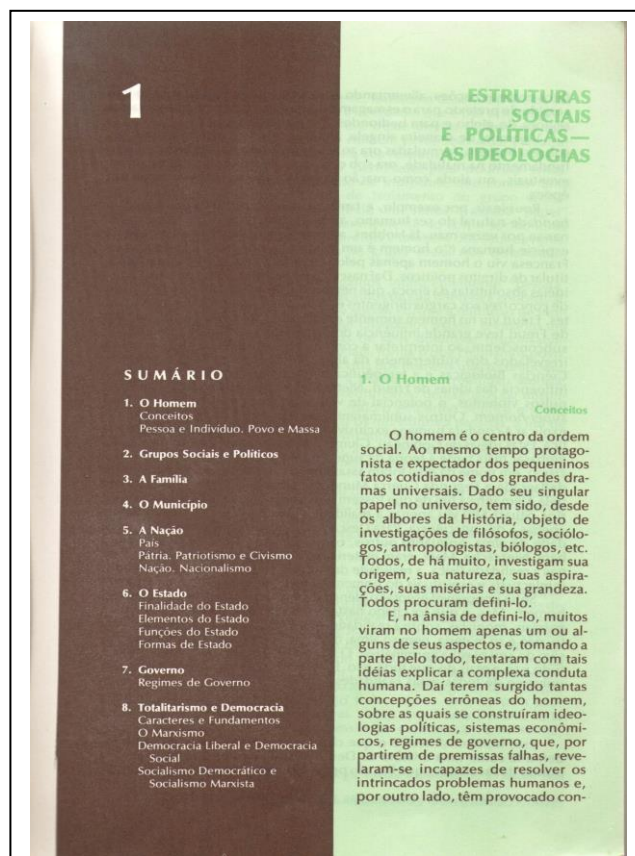 1
ESTRUTURAS
SOCIAIS
E POLÍTICAS—
AS IDEOLOGIAS
SUMÁRIO
1. O Homem
Conceitos
Pessoa e Indivíduo. Povo e Massa
2. Grupos Sociais e Políticos
3. A Família
4. O Município
5. A Nação
País
Pátria. Patriotismo e Civismo
Nação. Nacionalismo
6. O Estado
Finalidade do Estado
Elementos do Estado
Funções do Estado
Formas de Estado
7. Governo
Regimes de Governo
8. Totalitarismo e Democracia
Caracteres e Fundamentos
O Marxismo
Democracia Liberal e Democracia
Social
Socialismo Democrático e
Socialismo Marxista
1. O Homem
Conceitos
O homem é o centro da ordem
social. Ao mesmo tempo protago-
nista e expectador dos pequeninos
fatos cotidianos e dos grandes dra-
mas universais. Dado seu singular
papel no universo, tem sido, desde
os albores da História, objeto de
investigações de filósofos, sociólo-
gos, antropologistas, biólogos, etc.
Todos, de há muito, investigam sua
origem, sua natureza, suas aspira-
ções, suas misérias e sua grandeza.
Todos procuram defini-lo.
E, na ânsia de defini-lo, muitos
viram no homem apenas um ou al-
guns de seus aspectos e, tomando a
parte pelo todo, tentaram com tais
idéias explicar a complexa conduta
humana. Daí terem surgido tantas
concepções errôneas do homem,
sobre as quais se construíram ideo-
logias políticas, sistemas econômi-
cos, regimes de governo, que, por
partirem de premissas falhas, reve-
laram-se incapazes de resolver os
intrincados problemas humanos e,
por outro lado, têm provocado con-